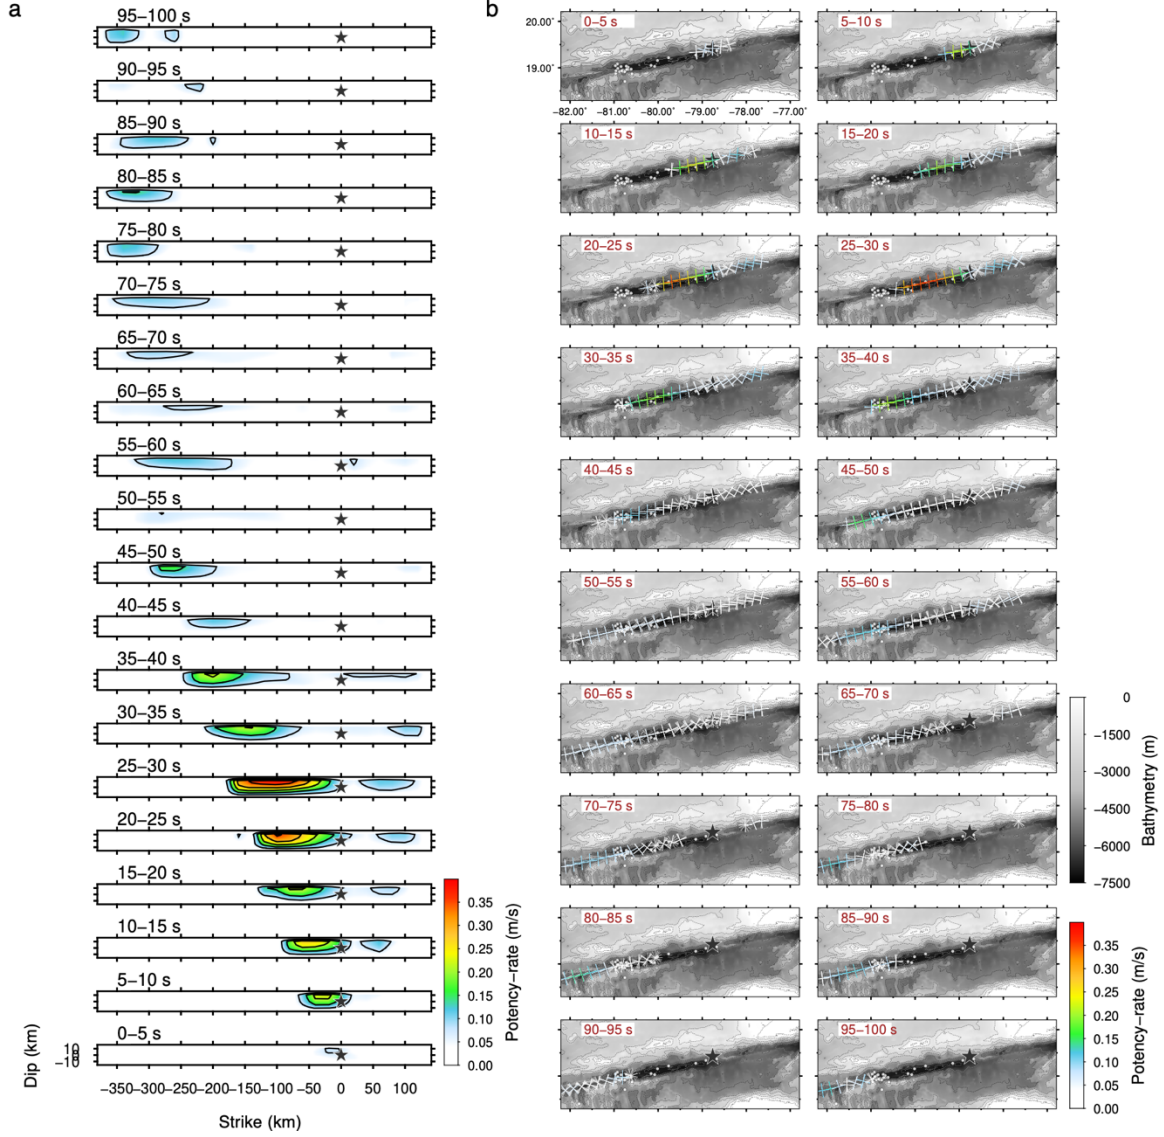 a
95–100 s
90–95 s
85–90 s
80–85 s
75–80 s
70–75 s
65–70 s
60–65 s
55–60 s
50–55 s
45–50 s
40–45 s
35–40 s
30–35 s
25–30 s
20–25 s
15–20 s
10–15 s
5–10 s
0–5 s
Dip (km)
10
0
−10
−350 −300 −250 −200 −150 −100 −50 0 50 100
Strike (km)
0.35
0.30
0.25
0.20
0.15
0.10
0.05
0.00
Potency−rate (m/s)
b
20.00°
19.00°
−82.00° −81.00° −80.00° −79.00° −78.00° −77.00°
0−5 s
5−10 s
10−15 s
15−20 s
20−25 s
25−30 s
30−35 s
35−40 s
40−45 s
45−50 s
50−55 s
55−60 s
60−65 s
65−70 s
70−75 s
75−80 s
80−85 s
85−90 s
90−95 s
95−100 s
0
−1500
−3000
−4500
−6000
−7500
Bathymetry (m)
0.35
0.30
0.25
0.20
0.15
0.10
0.05
0.00
Potency−rate (m/s)